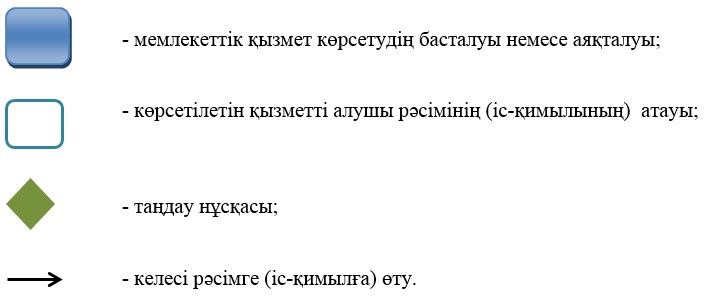 - мемлекеттік қызмет көрсетудің басталуы немесе аяқталуы;
- көрсетілетін қызметті алушы рәсімінің (іс-қимылының) атауы;
- таңдау нұсқасы;
- келесі рәсімге (іс-қимылға) өту.